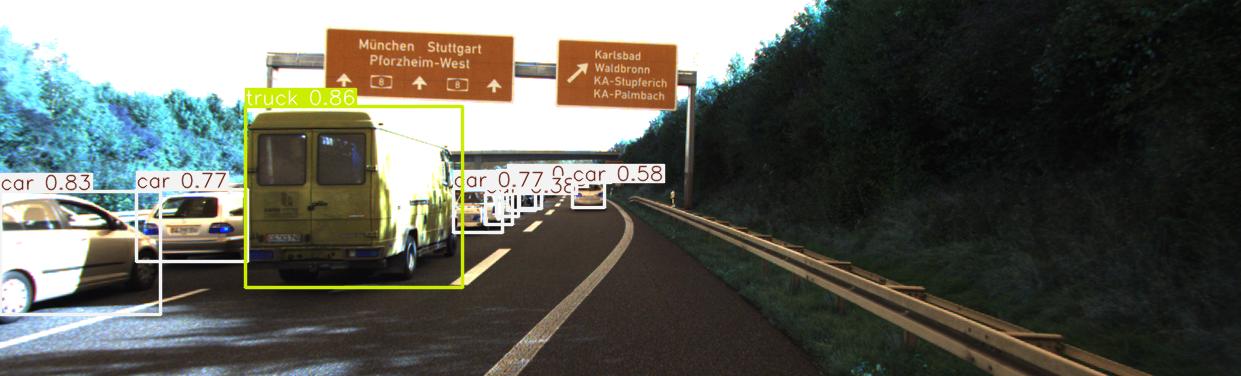 München Stuttgart
Pforzheim-West
8 8
Karlsbad
Waldbronn
KA-Stupferich
KA-Palmbach
truck 0.86
car 0.83
car 0.77
car 0.77
car 0.58